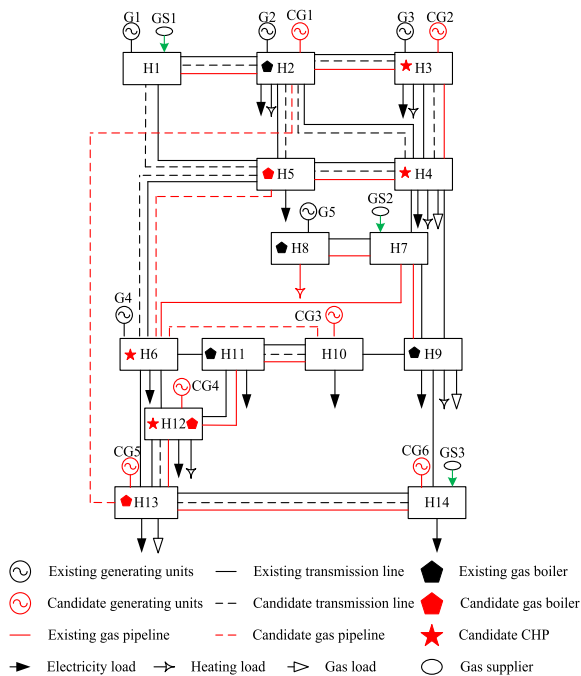 G1 GS1 G2 CG1 G3 CG2
H1 H2 H3
H5 H4
GS2
G5
H8 H7
G4
CG3
H6 H11 H10 H9
CG4
H12
CG5 CG6 GS3
H13 H14
Existing generating units Existing transmission line Existing gas boiler
Candidate generating units Candidate transmission line Candidate gas boiler
Existing gas pipeline Candidate gas pipeline Candidate CHP
Electricity load Heating load Gas load Gas supplier